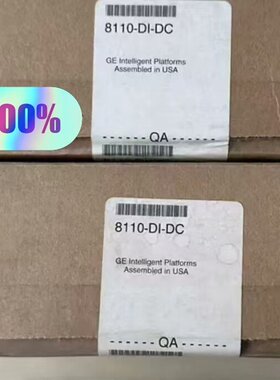 00%
8110-DI-DC
GE Intelligent Platforms
Assembled in USA
- - - - - - QA - - - - - -
8110-DI-DC
GE Intelligent Platforms
Assembled in USA
- - - - - - QA - - - - - -